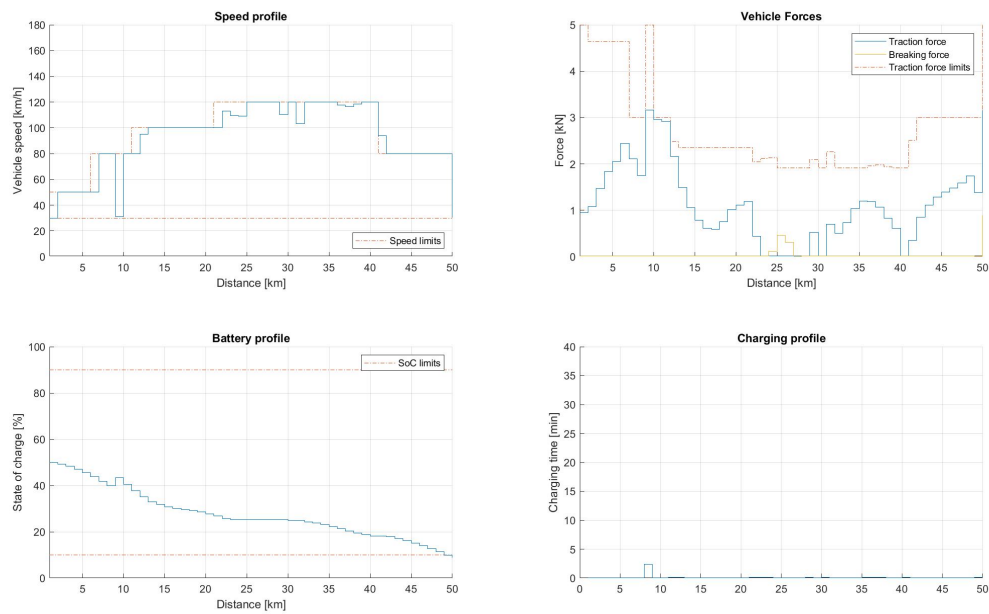 Speed profile
180
160
140
120
100
80
60
40
20
0
Vehicle speed [km/h]
Speed limits
5 10 15 20 25 30 35 40 45 50
Distance [km]
Vehicle Forces
5
4
3
2
1
0
Force [kN]
Traction force
Breaking force
Traction force limits
5 10 15 20 25 30 35 40 45 50
Distance [km]
Battery profile
100
80
60
40
20
0
State of charge [%]
SoC limits
5 10 15 20 25 30 35 40 45 50
Distance [km]
Charging profile
40
35
30
25
20
15
10
5
0
Charging time [min]
0 5 10 15 20 25 30 35 40 45 50